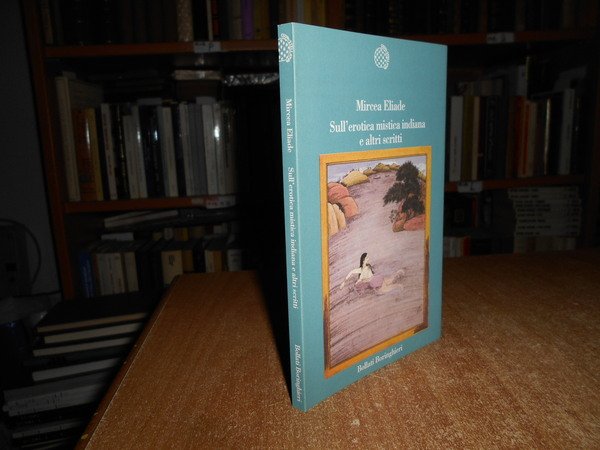 Mircea Eliade
Sull'erotica mistica indiana
e altri scritti
Bollati Boringhieri
Mircea Eliade Sull'erotica mistica indiana e altri scritti Bollati Boringhieri